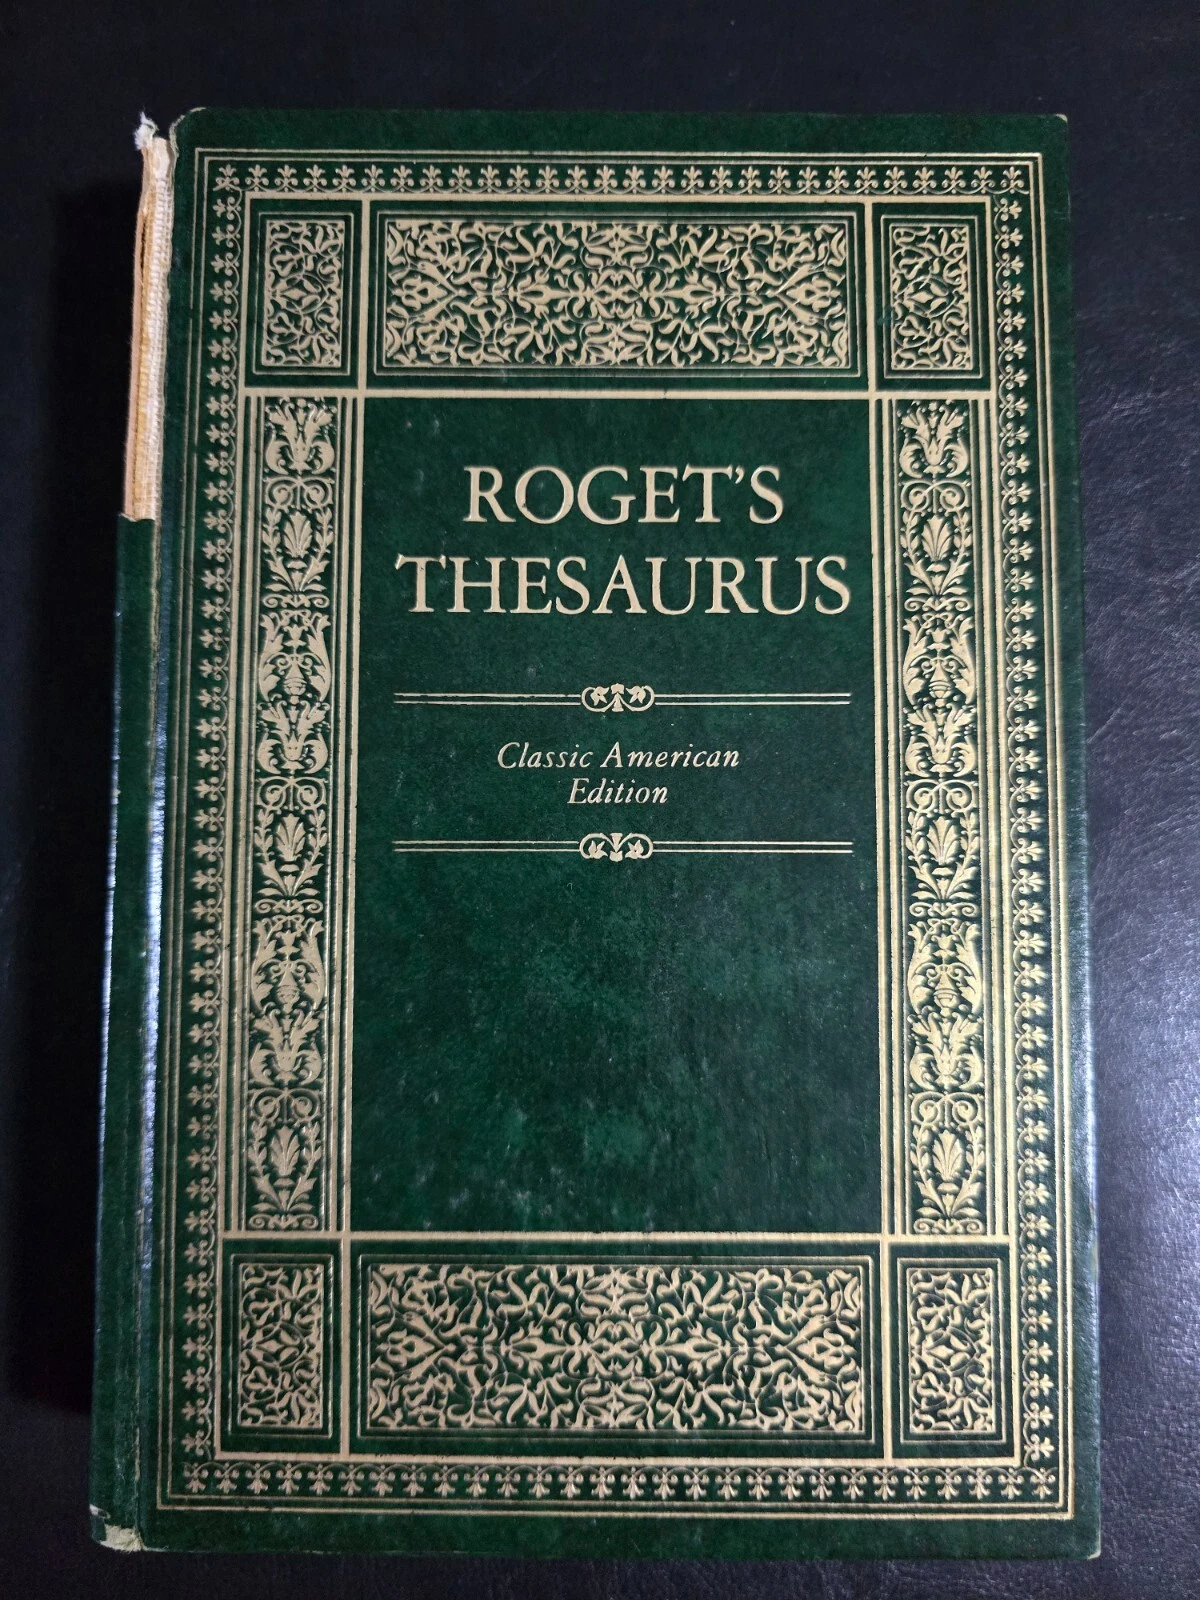 ROGET'S
THESAURUS
Classic American
Edition